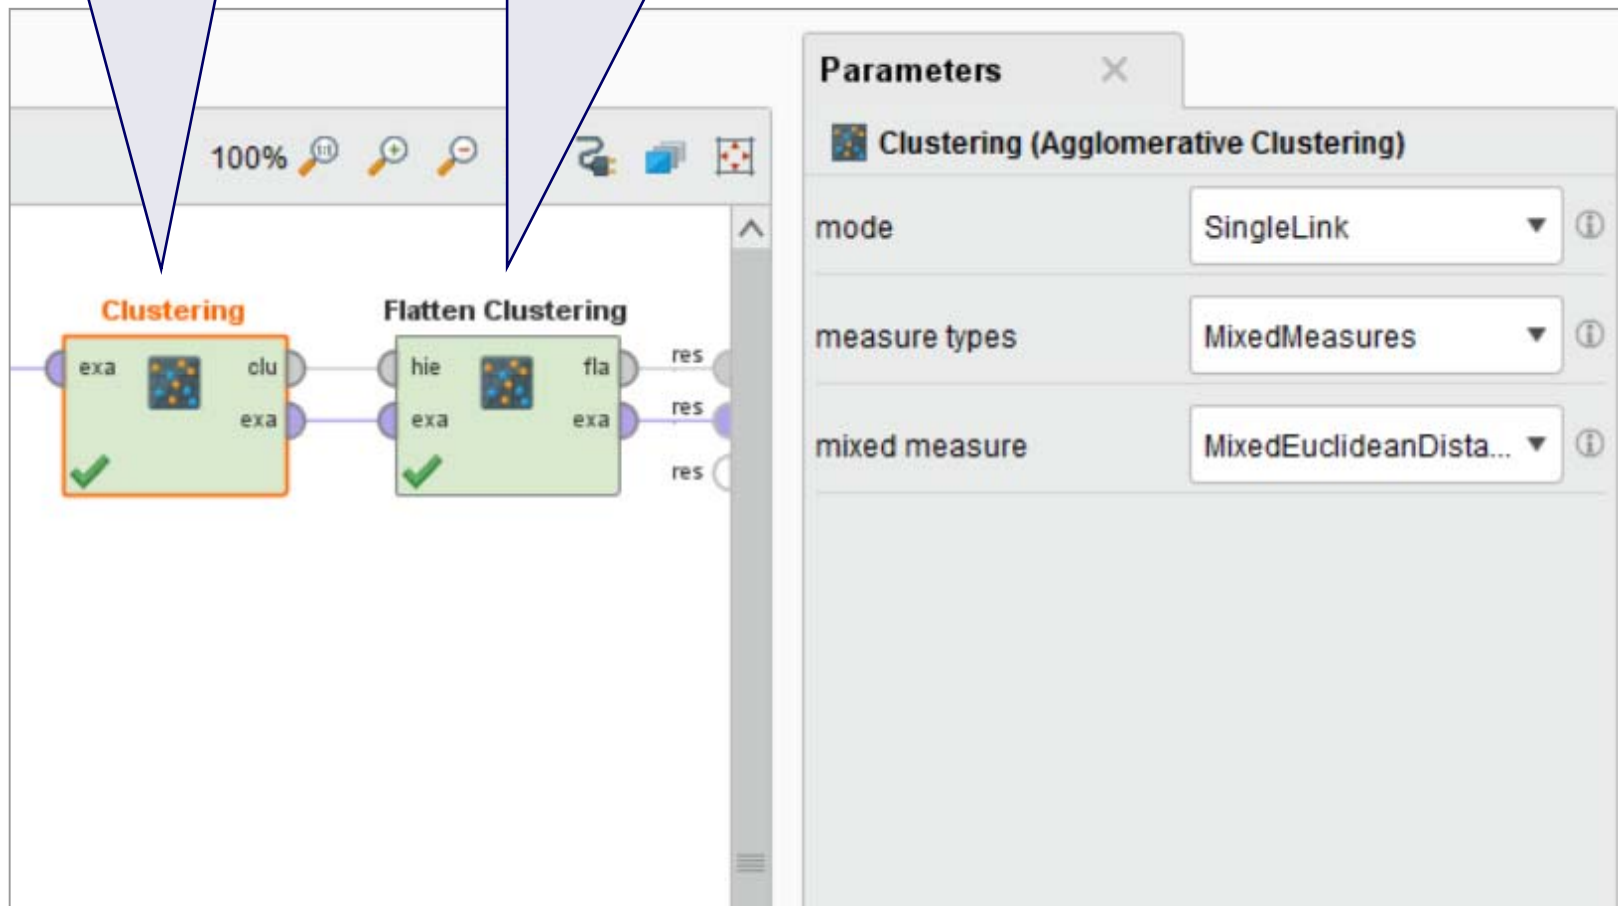 Parameters
100%
Clustering (Agglomerative Clustering)
mode
SingleLink
measure types
MixedMeasures
mixed measure
MixedEuclideanDista...
Clustering
exa
clu
exa
Flatten Clustering
hie
fla
exa
exa
res
res
res